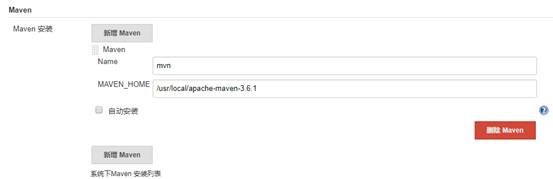 Maven
Maven 安装
新增 Maven
Maven
Name
mvn
MAVEN_HOME
/usr/local/apache-maven-3.6.1
自动安装
删除 Maven
新增 Maven
系统下Maven 安装列表